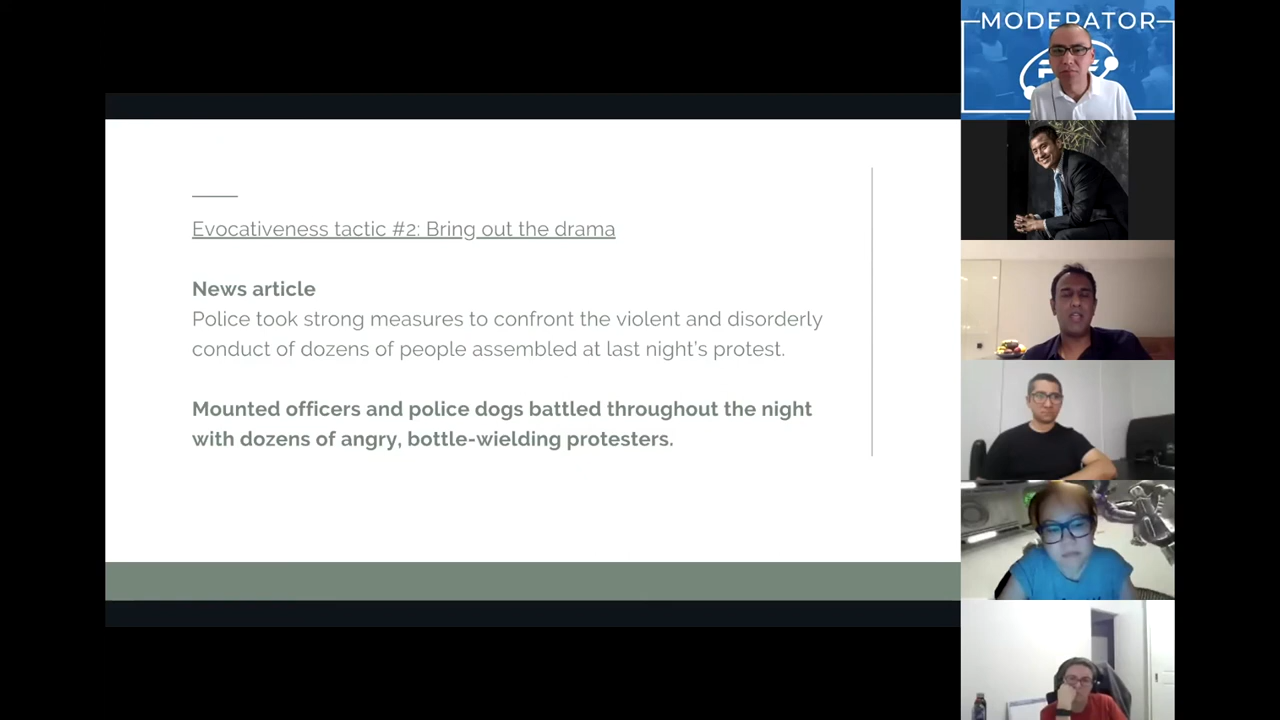 MODERATOR
Evocativeness tactic #2: Bring out the drama
News article
Police took strong measures to confront the violent and disorderly
conduct of dozens of people assembled at last night's protest.
Mounted officers and police dogs battled throughout the night
with dozens of angry, bottle-wielding protesters.